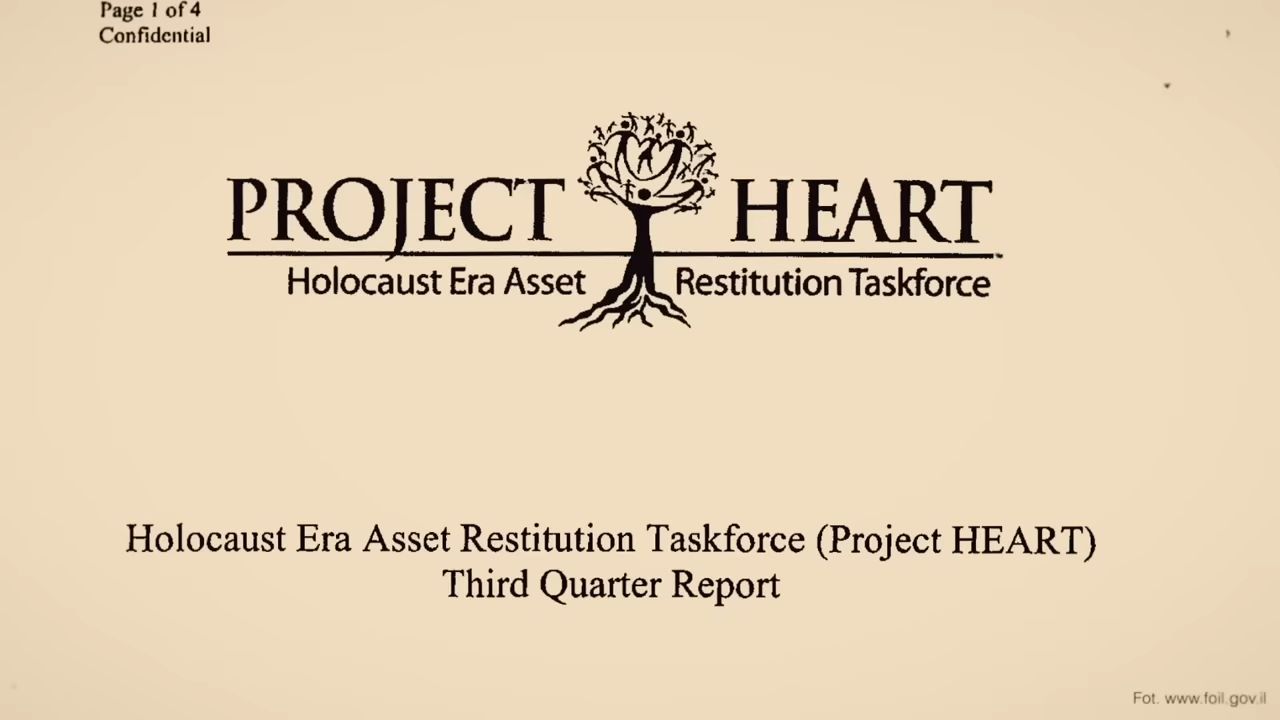 Page 1 of 4
Confidential
PROJECT HEART
Holocaust Era Asset Restitution Taskforce
Holocaust Era Asset Restitution Taskforce (Project HEART)
Third Quarter Report
Fot. www.foil.gov.il